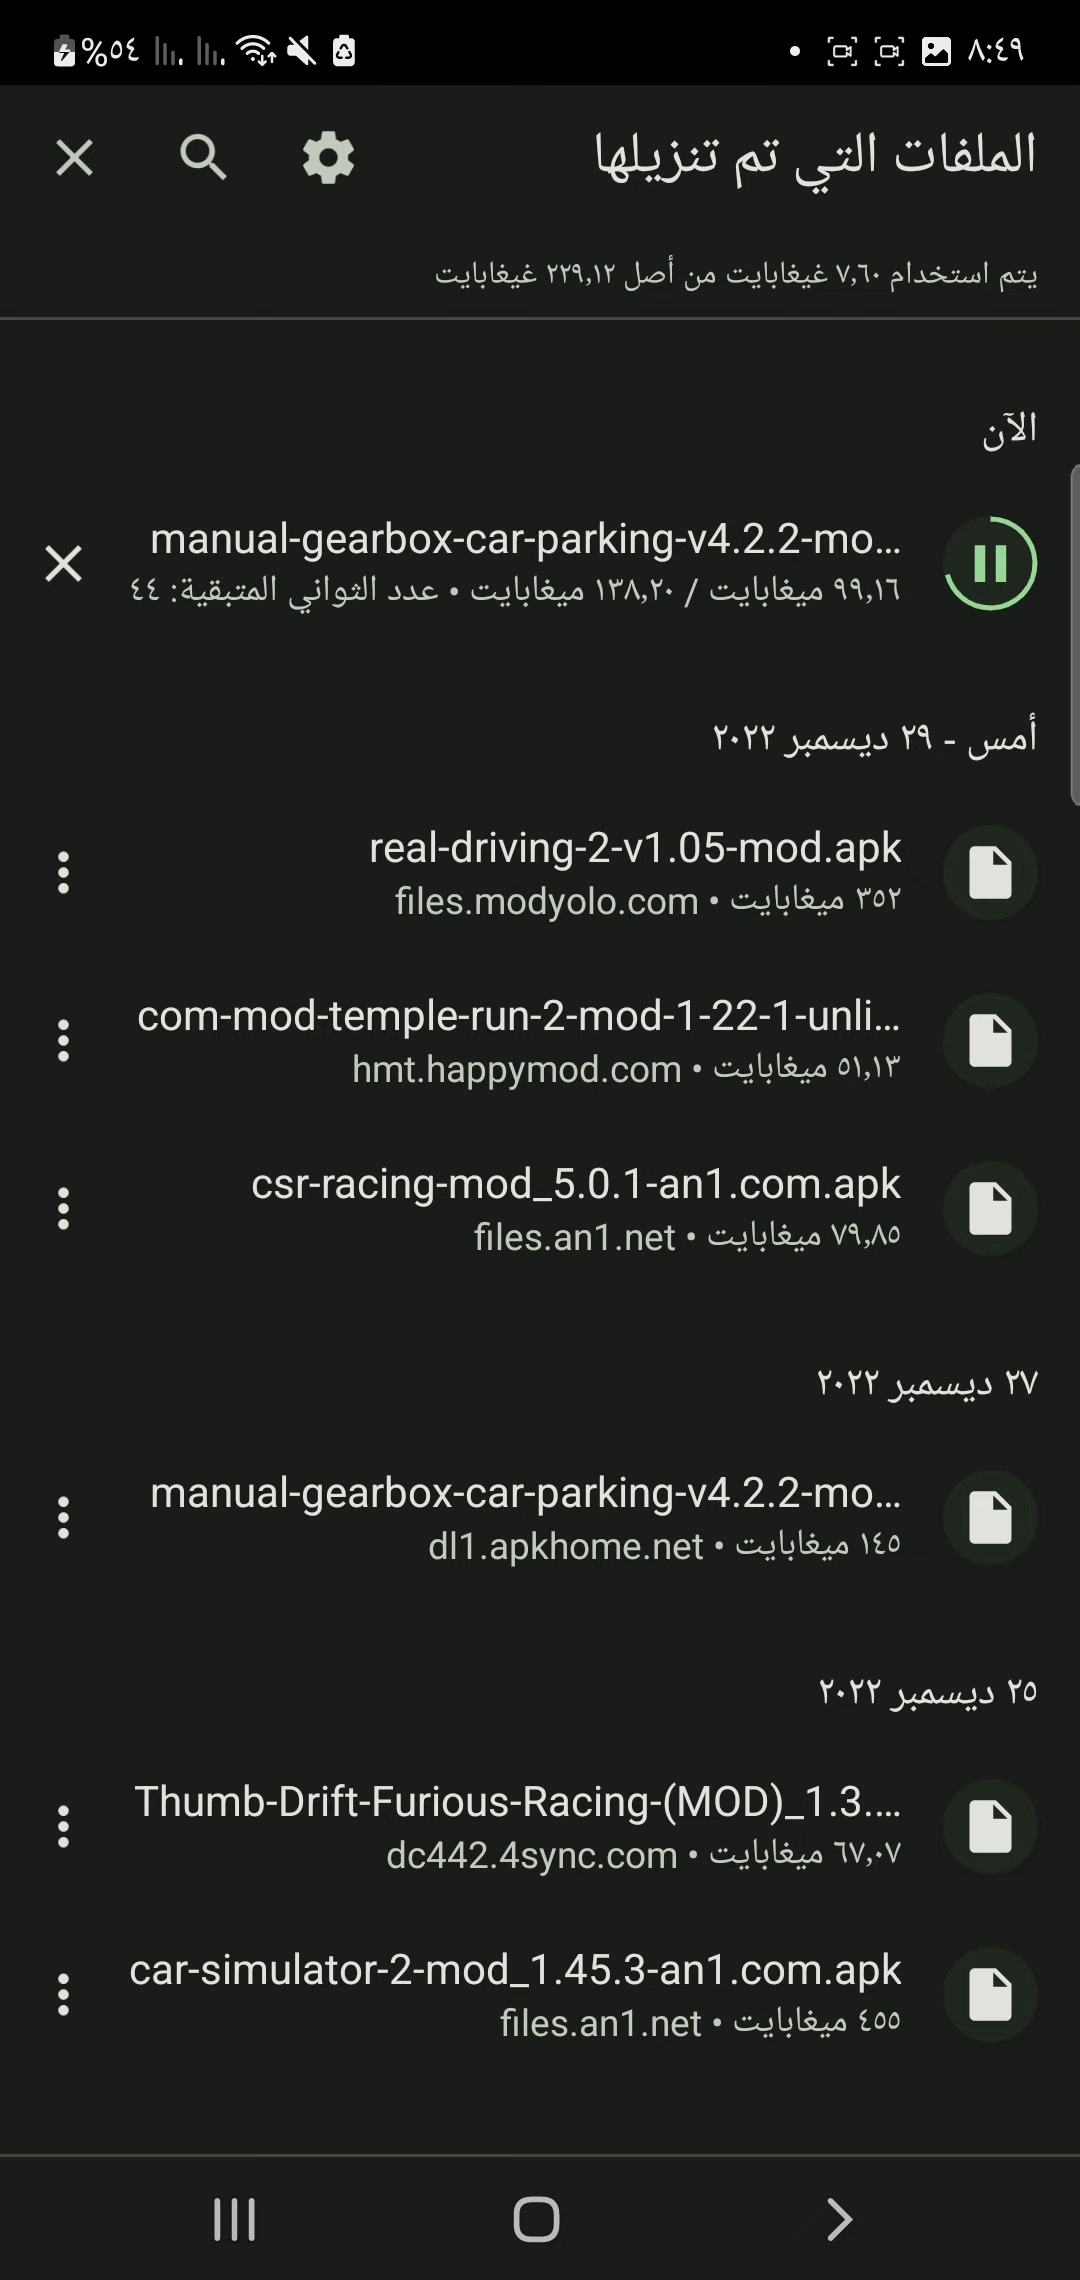 ٨:٤٩
%٥٤
الملفات التي تم تنزيلها
يتم استخدام ٧,٦٠ غيغابايت من أصل ٢٢٩,١٢ غيغابايت
الآن
manual-gearbox-car-parking-v4.2.2-mo...
٩٩,١٦ ميغابايت / ١٣٨,٢٠ ميغابايت • عدد الثواني المتبقية: ٤٤
أمس - ٢٩ ديسمبر ٢٠٢٢
real-driving-2-v1.05-mod.apk
٣٥٢ ميغابايت • files.modyolo.com
com-mod-temple-run-2-mod-1-22-1-unli...
٥١,١٣ ميغابايت • hmt.happymod.com
csr-racing-mod_5.0.1-an1.com.apk
٧٩,٨٥ ميغابايت • files.an1.net
٢٧ ديسمبر ٢٠٢٢
manual-gearbox-car-parking-v4.2.2-mo...
١٤٥ ميغابايت • dl1.apkhome.net
٢٥ ديسمبر ٢٠٢٢
Thumb-Drift-Furious-Racing-(MOD)_1.3....
٦٧,٠٧ ميغابايت • dc442.4sync.com
car-simulator-2-mod_1.45.3-an1.com.apk
٤٥٥ ميغابايت • files.an1.net